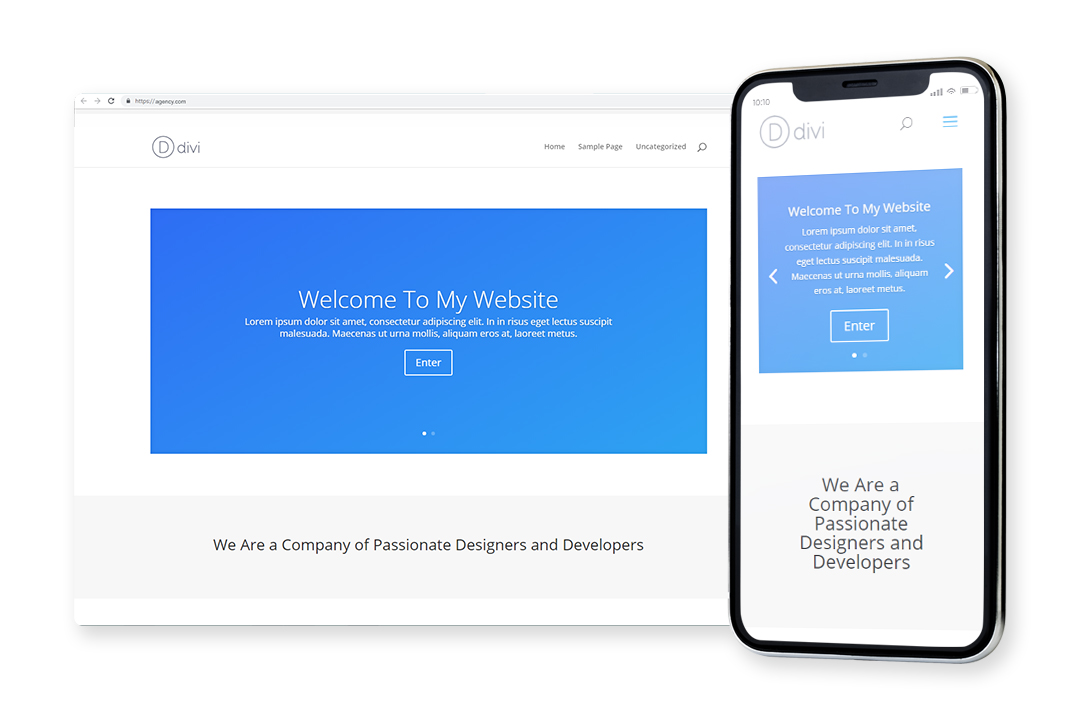 https://agency.com
D divi
Home Sample Page Uncategorized
Welcome To My Website
Lorem ipsum dolor sit amet, consectetur adipiscing elit. In in risus eget lectus suscipit
malesuada. Maecenas ut urna mollis, aliquam eros at, laoreet metus.
Enter
We Are a Company of Passionate Designers and Developers
10:10
D divi
Welcome To My Website
Lorem ipsum dolor sit amet,
consectetur adipiscing elit. In in risus
eget lectus suscipit malesuada.
Maecenas ut urna mollis, aliquam
eros at, laoreet metus.
Enter
We Are a
Company of
Passionate
Designers and
Developers